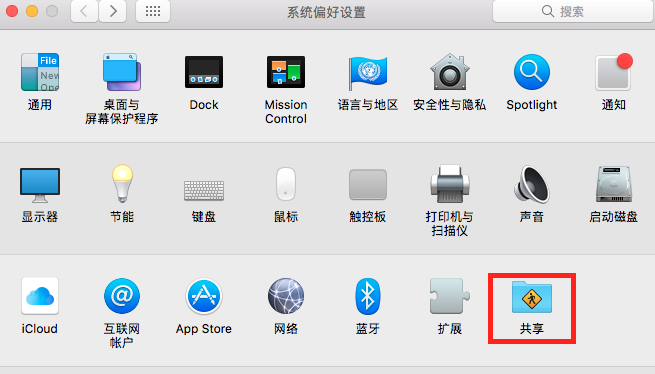 系统偏好设置
搜索
File
New
Ope
通用
桌面与
屏幕保护程序
Dock
Mission
Control
语言与地区
安全性与隐私
Spotlight
通知
显示器
节能
键盘
鼠标
触控板
打印机与
扫描仪
声音
启动磁盘
iCloud
@
互联网
帐户
App Store
网络
蓝牙
扩展
共享